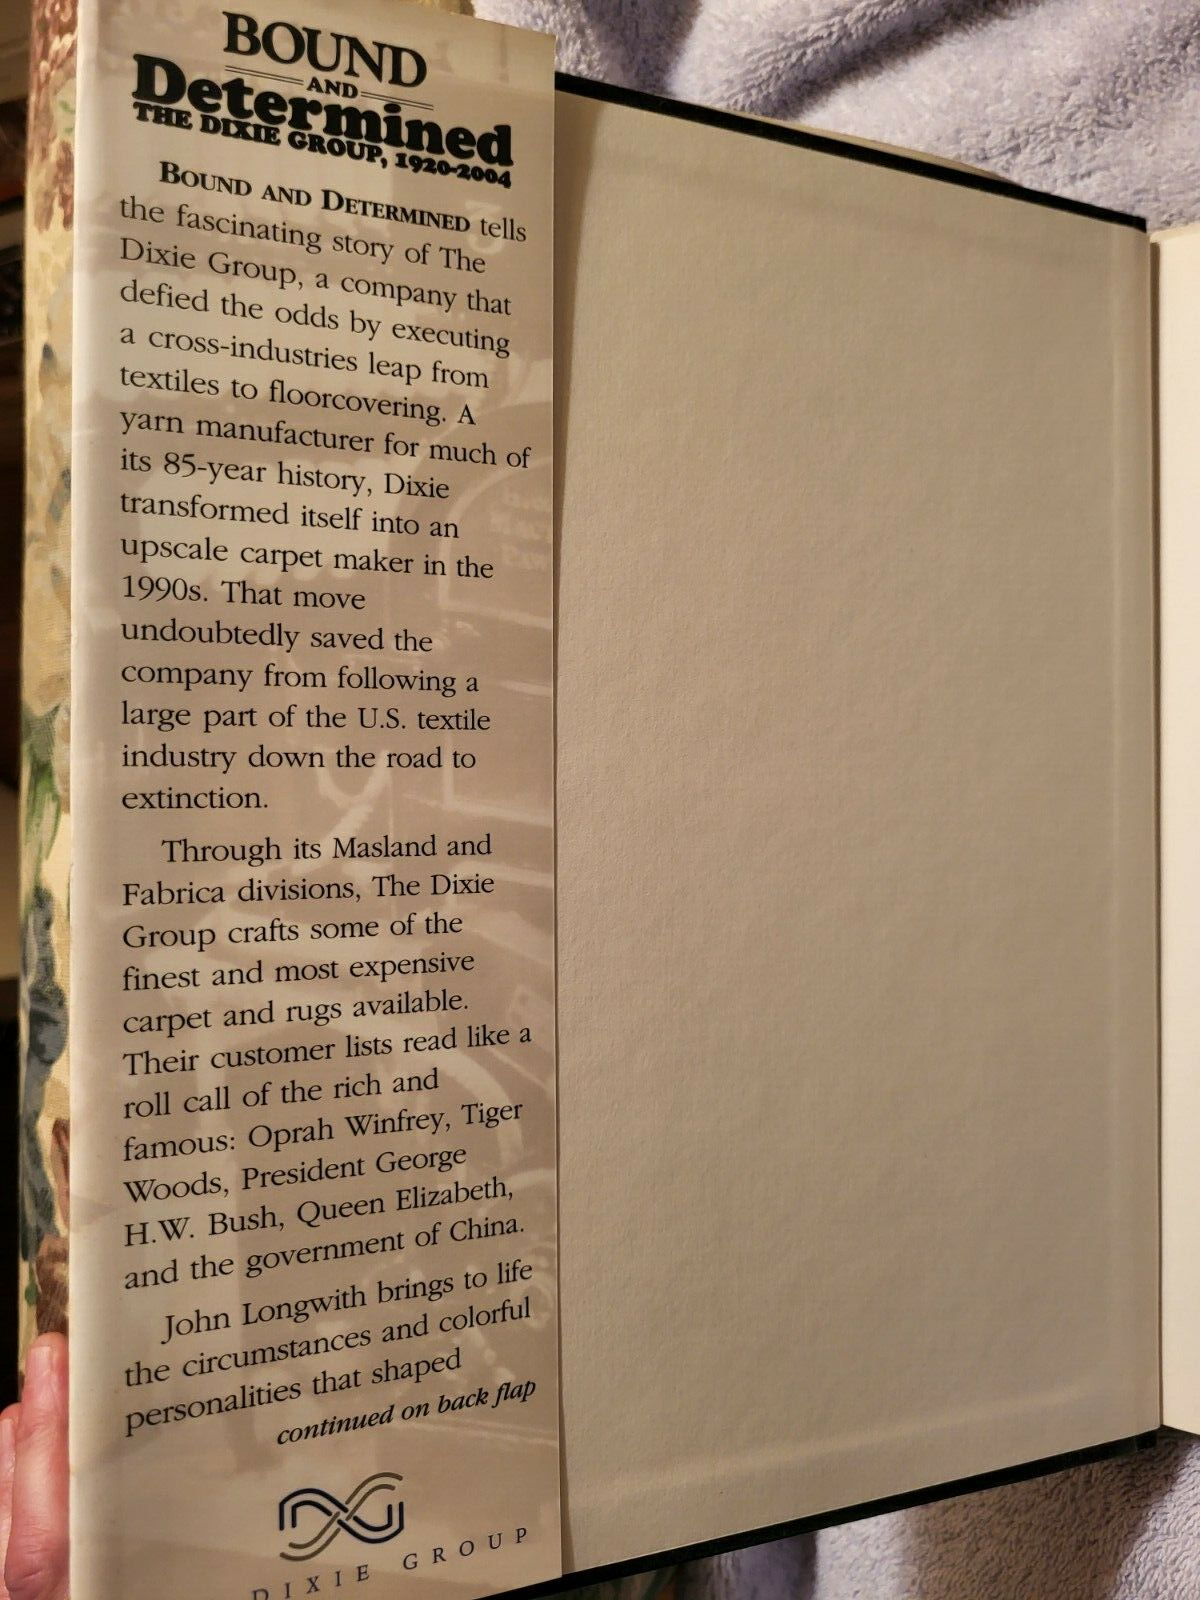 BOUND
AND
Determined
THE DIXIE GROUP, 1920-2004
BOUND AND DETERMINED tells
the fascinating story of The
Dixie Group, a company that
defied the odds by executing
a cross-industries leap from
textiles to floorcovering. A
yarn manufacturer for much of
its 85-year history, Dixie
transformed itself into an
upscale carpet maker in the
1990s. That move
undoubtedly saved the
company from following a
large part of the U.S. textile
industry down the road to
extinction.
Through its Masland and
Fabrica divisions, The Dixie
Group crafts some of the
finest and most expensive
carpet and rugs available.
Their customer lists read like a
roll call of the rich and
famous: Oprah Winfrey, Tiger
Woods, President George
H.W. Bush, Queen Elizabeth,
and the government of China.
John Longwith brings to life
the circumstances and colorful
personalities that shaped
continued on back flap
DIXIE GROUP